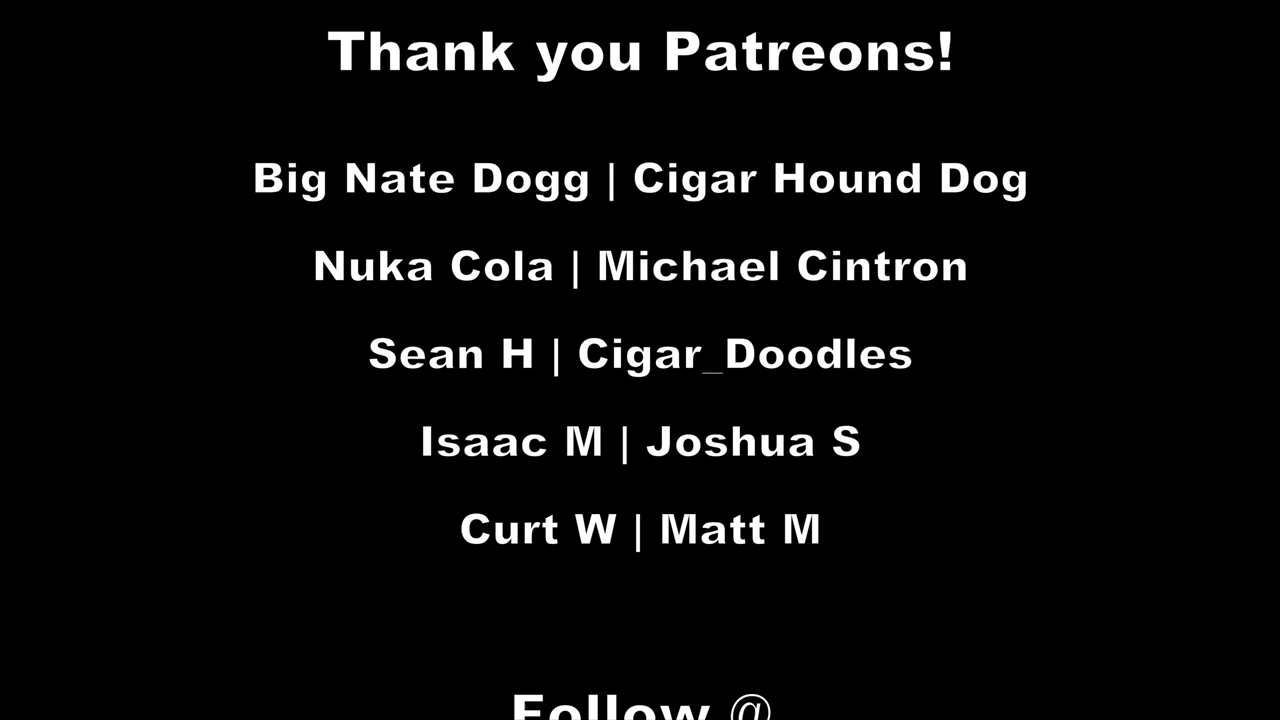 Thank you Patreons!
Big Nate Dogg | Cigar Hound Dog
Nuka Cola | Michael Cintron
Sean H | Cigar_Doodles
Isaac M | Joshua S
Curt W | Matt M
Follow @